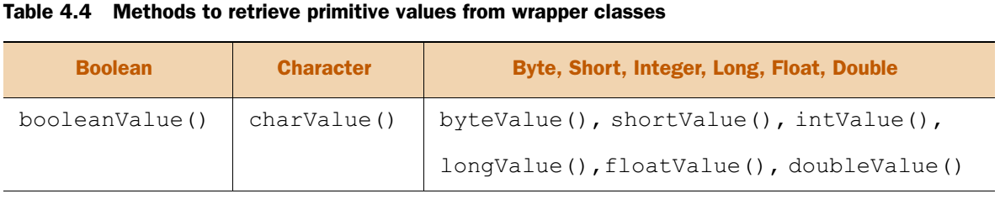 Table 4.4 Methods to retrieve primitive values from wrapper classes
Boolean Character Byte, Short, Integer, Long, Float, Double
booleanValue() charValue() byteValue(), shortValue(), intValue(),
longValue(),floatValue(), doubleValue()